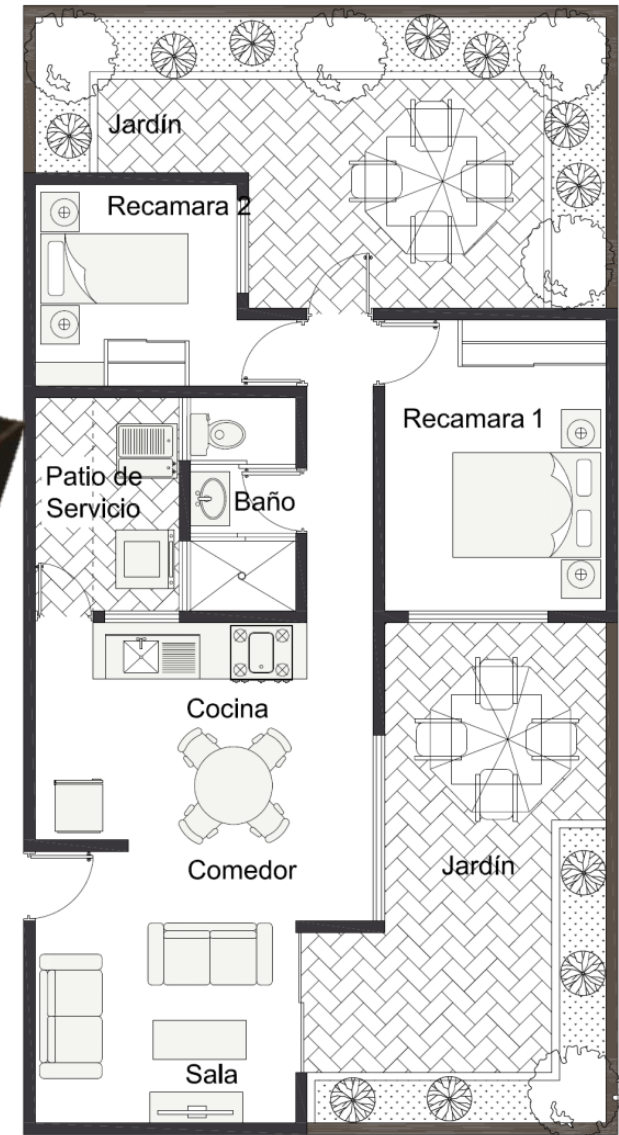 Jardín
Recamara 2
Recamara 1
Patio de
Servicio
Baño
Cocina
Comedor
Jardín
Sala